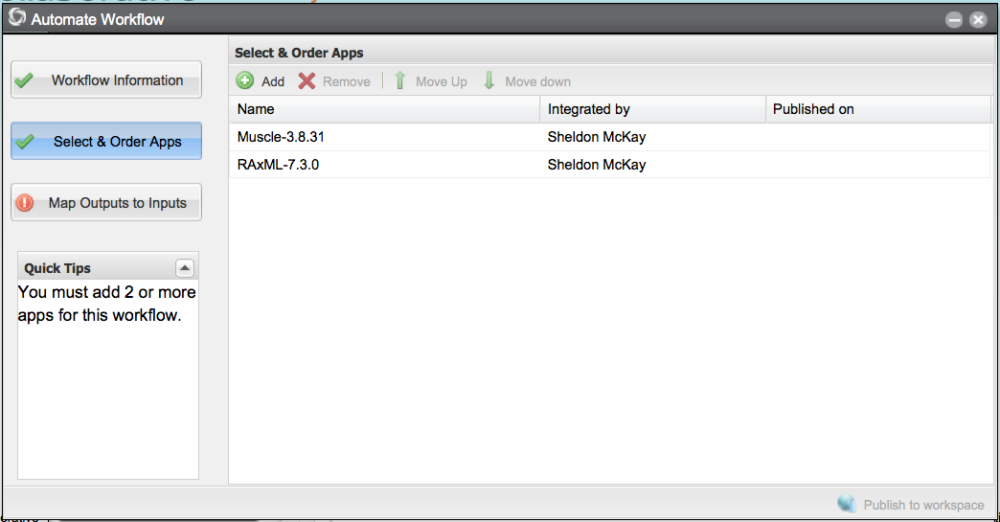 Automate Workflow
Workflow Information
Select & Order Apps
Map Outputs to Inputs
Quick Tips
You must add 2 or more
apps for this workflow.
Select & Order Apps
Add Remove Move Up Move down
Name Integrated by Published on
Muscle-3.8.31 Sheldon McKay
RAxML-7.3.0 Sheldon McKay
Publish to workspace